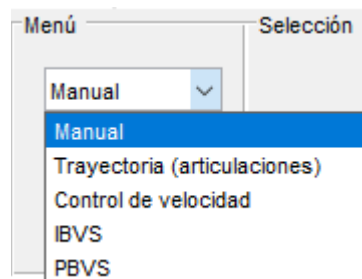 Menú
Selección
Manual
Manual
Trayectoria (articulaciones)
Control de velocidad
IBVS
PBVS